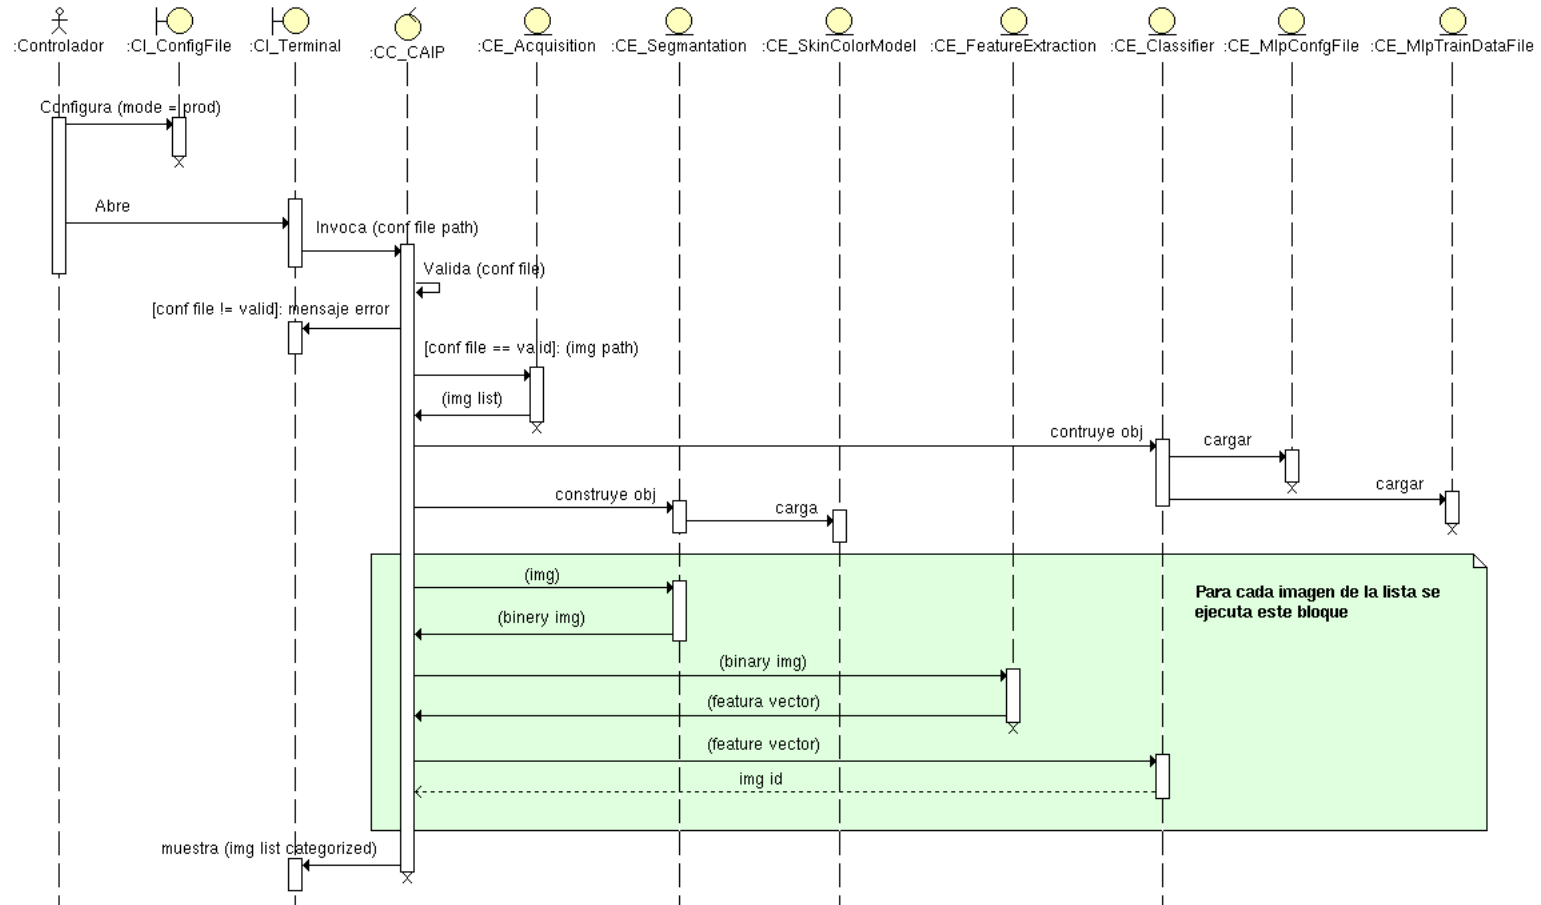 :Controlador :CI_ConfigFile :CI_Terminal :CC_CAIP :CE_Acquisition :CE_Segmantation :CE_SkinColorModel :CE_FeatureExtraction :CE_Classifier :CE_MlpConfgFile :CE_MlpTrainDataFile
Configura (mode = prod)
Abre
Invoca (conf file path)
Valida (conf file)
[conf file != valid]: mensaje error
[conf file == valid]: (img path)
(img list)
contruye obj
cargar
cargar
construye obj
carga
(img)
Para cada imagen de la lista se
ejecuta este bloque
(binery img)
(binary img)
(featura vector)
(feature vector)
img id
muestra (img list categorized)